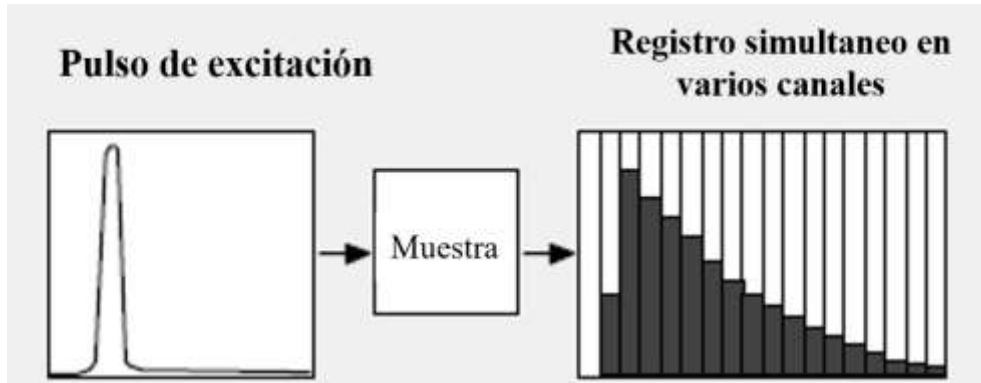 Pulso de excitación
Registro simultaneo en
varios canales
Muestra